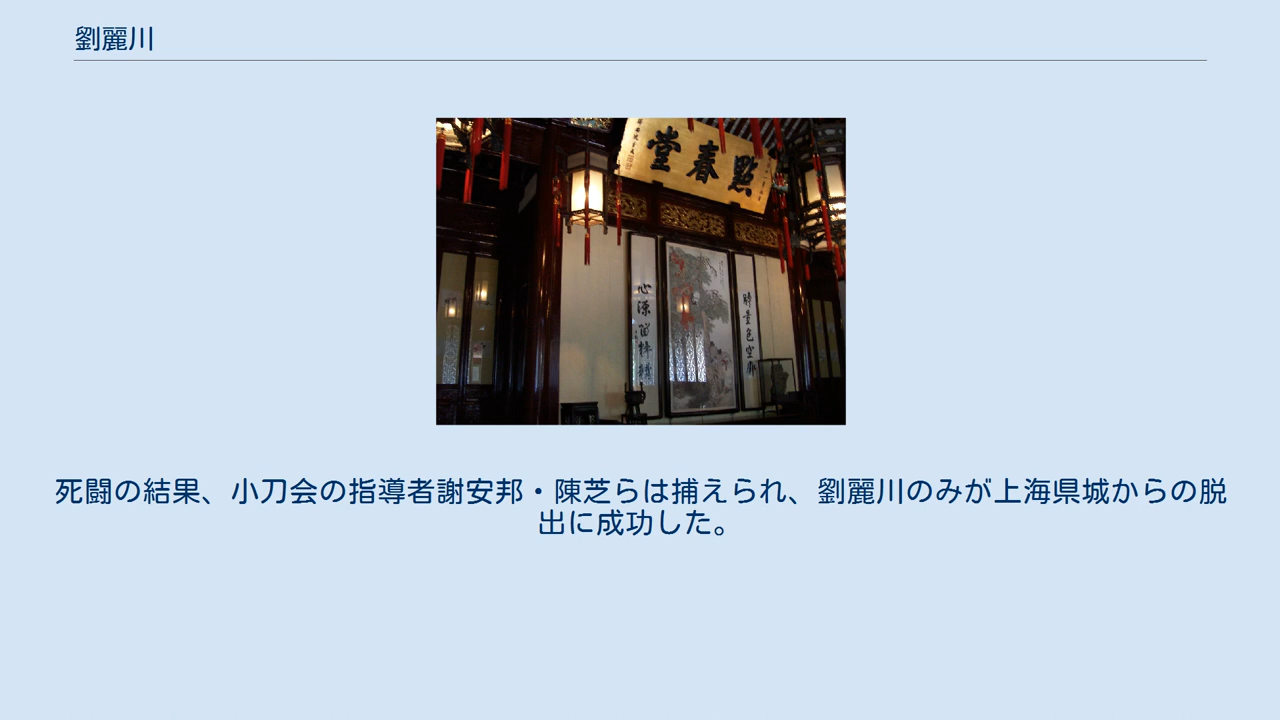 劉麗川
堂春點
死闘の結果、小刀会の指導者謝安邦・陳芝らは捕えられ、劉麗川のみが上海県城からの脱
出に成功した。